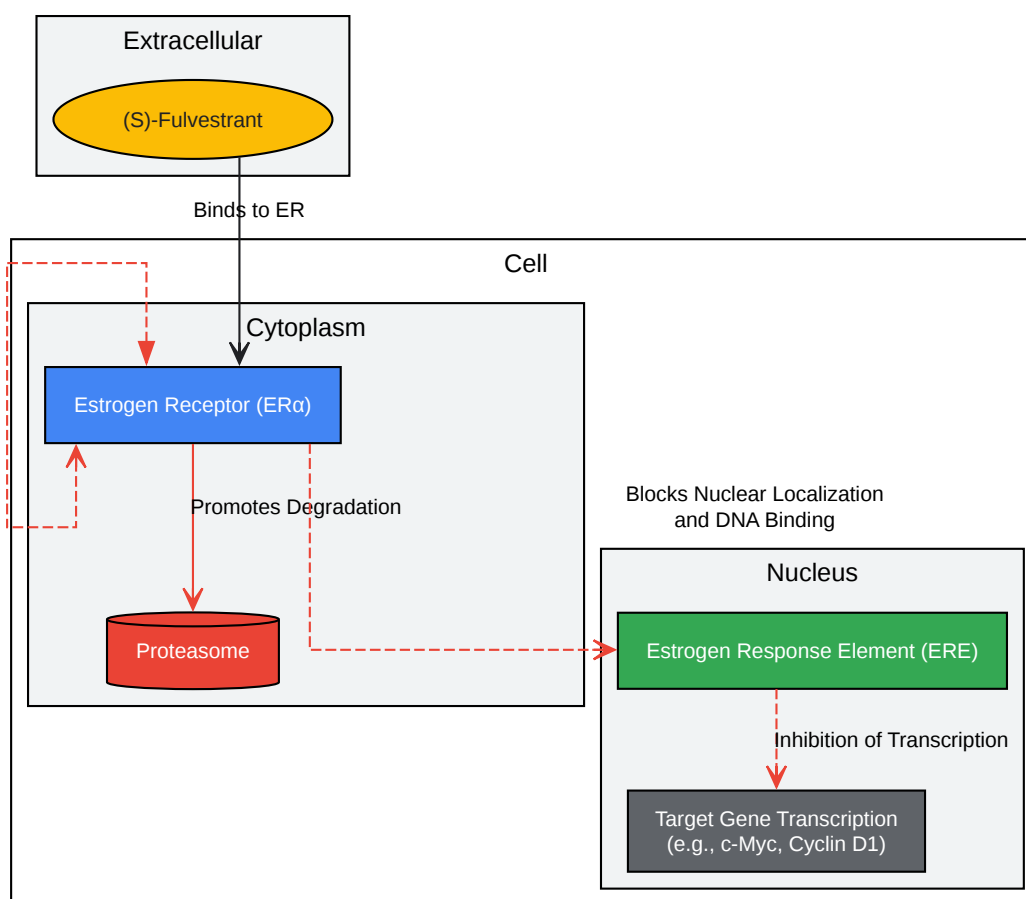 Extracellular
(S)-Fulvestrant
Binds to ER
Cell
Cytoplasm
Estrogen Receptor (ERα)
Promotes Degradation
Blocks Nuclear Localization
and DNA Binding
Nucleus
Proteasome
Estrogen Response Element (ERE)
Inhibition of Transcription
Target Gene Transcription
(e.g., c-Myc, Cyclin D1)